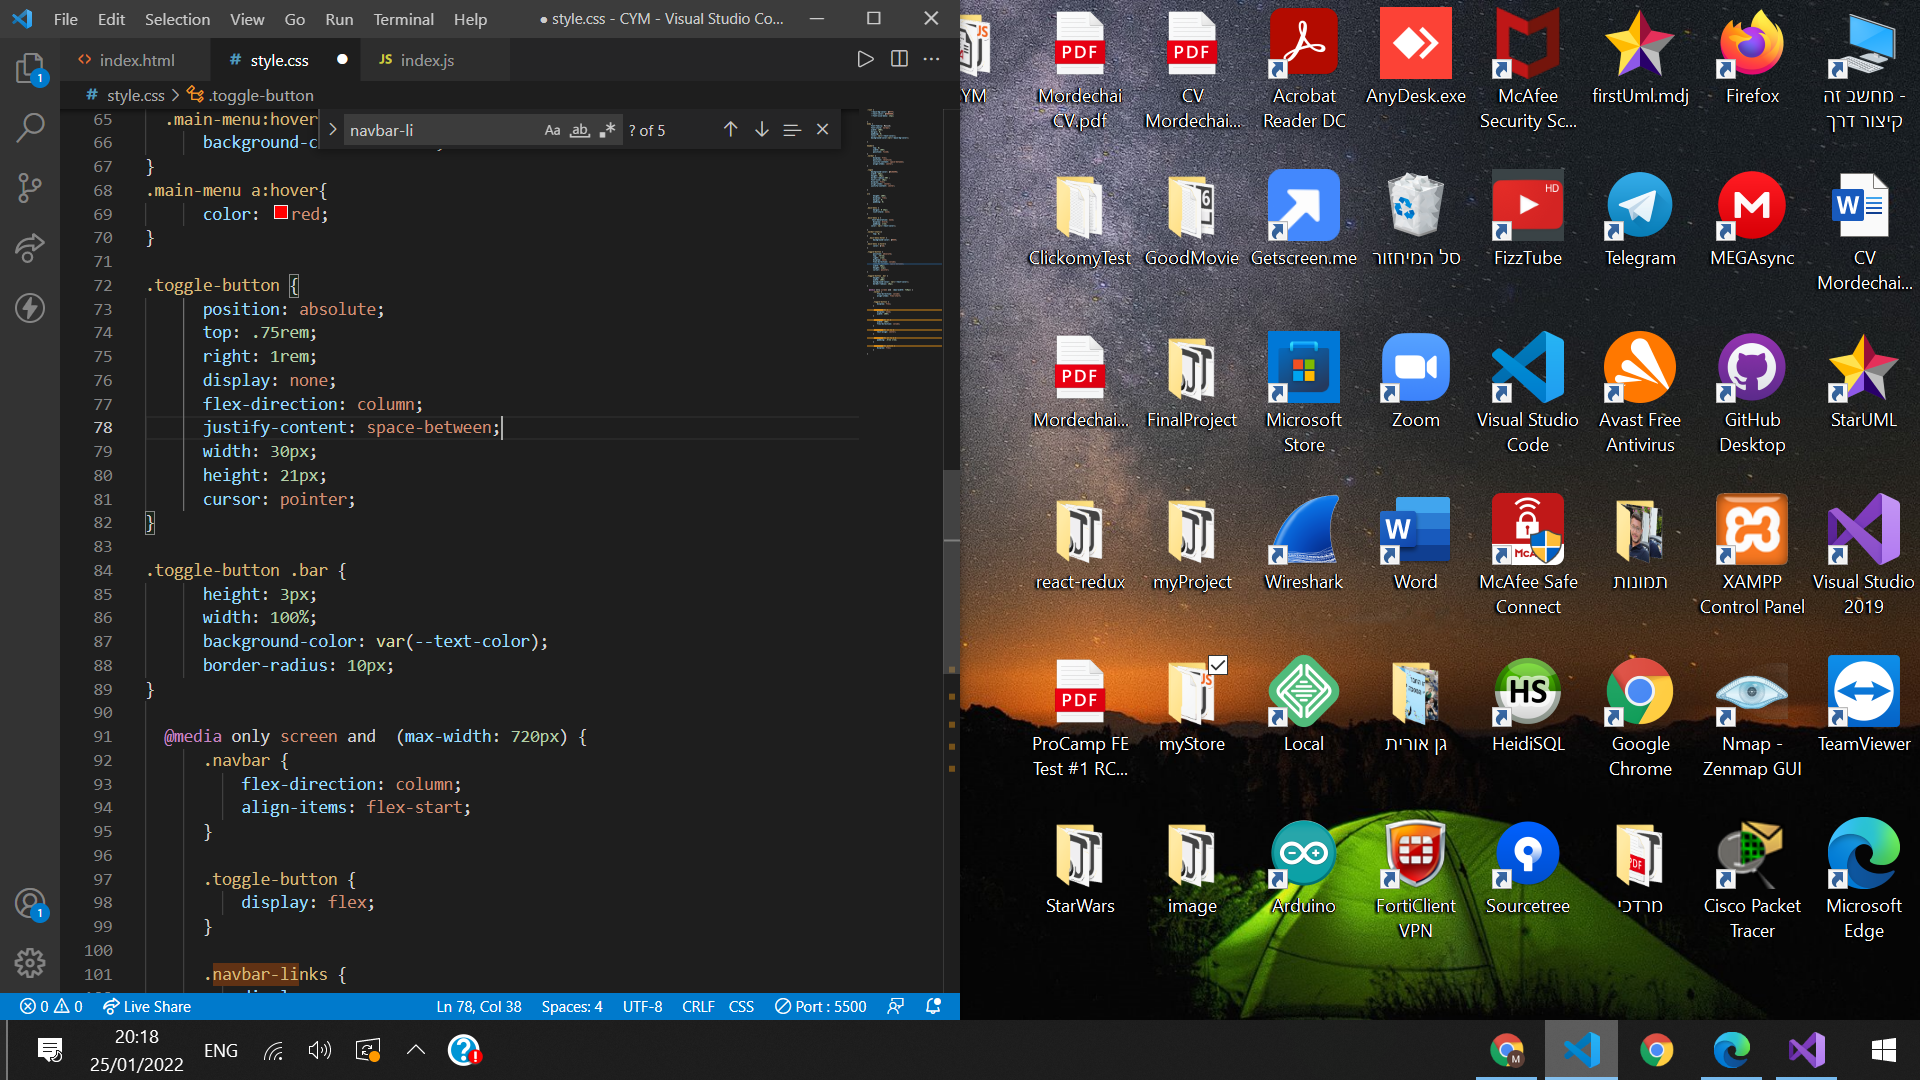 File Edit Selection View Go Run Terminal Help
● style.css - CYM - Visual Studio Co...
<> index.html
# style.css
JS index.js
# style.css > .toggle-button
navbar-li
Aa ab .* ? of 5
65 .main-menu:hover
66 background-c
67 }
68 .main-menu a:hover{
69 color: red;
70 }
71
72 .toggle-button {
73 position: absolute;
74 top: .75rem;
75 right: 1rem;
76 display: none;
77 flex-direction: column;
78 justify-content: space-between;
79 width: 30px;
80 height: 21px;
81 cursor: pointer;
82 }
83
84 .toggle-button .bar {
85 height: 3px;
86 width: 100%;
87 background-color: var(--text-color);
88 border-radius: 10px;
89 }
90
91 @media only screen and (max-width: 720px) {
92 .navbar {
93 flex-direction: column;
94 align-items: flex-start;
95 }
96
97 .toggle-button {
98 display: flex;
99 }
100
101 .navbar-links {
1
1
0 0 Live Share
Ln 78, Col 38 Spaces: 4 UTF-8 CRLF CSS Port : 5500
YM
Mordechai
CV.pdf
CV
Mordechai...
Acrobat
Reader DC
AnyDesk.exe
McAfee
Security Sc...
firstUml.mdj
Firefox
מחשב זה -
קיצור דרך
ClickomyTest
GoodMovie
Getscreen.me
סל המיחזור
FizzTube
Telegram
MEGAsync
CV
Mordechai...
Mordechai...
FinalProject
Microsoft
Store
Zoom
Visual Studio
Code
Avast Free
Antivirus
GitHub
Desktop
StarUML
react-redux
myProject
Wireshark
Word
McAfee Safe
Connect
תמונות
XAMPP
Control Panel
Visual Studio
2019
ProCamp FE
Test #1 RC...
myStore
Local
גן אורית
HeidiSQL
Google
Chrome
Nmap -
Zenmap GUI
TeamViewer
StarWars
image
Arduino
FortiClient
VPN
Sourcetree
מרדכי
Cisco Packet
Tracer
Microsoft
Edge
PDF
PDF
HD
W
PDF
W
PDF
HS
PDF
20:18
25/01/2022
ENG
M